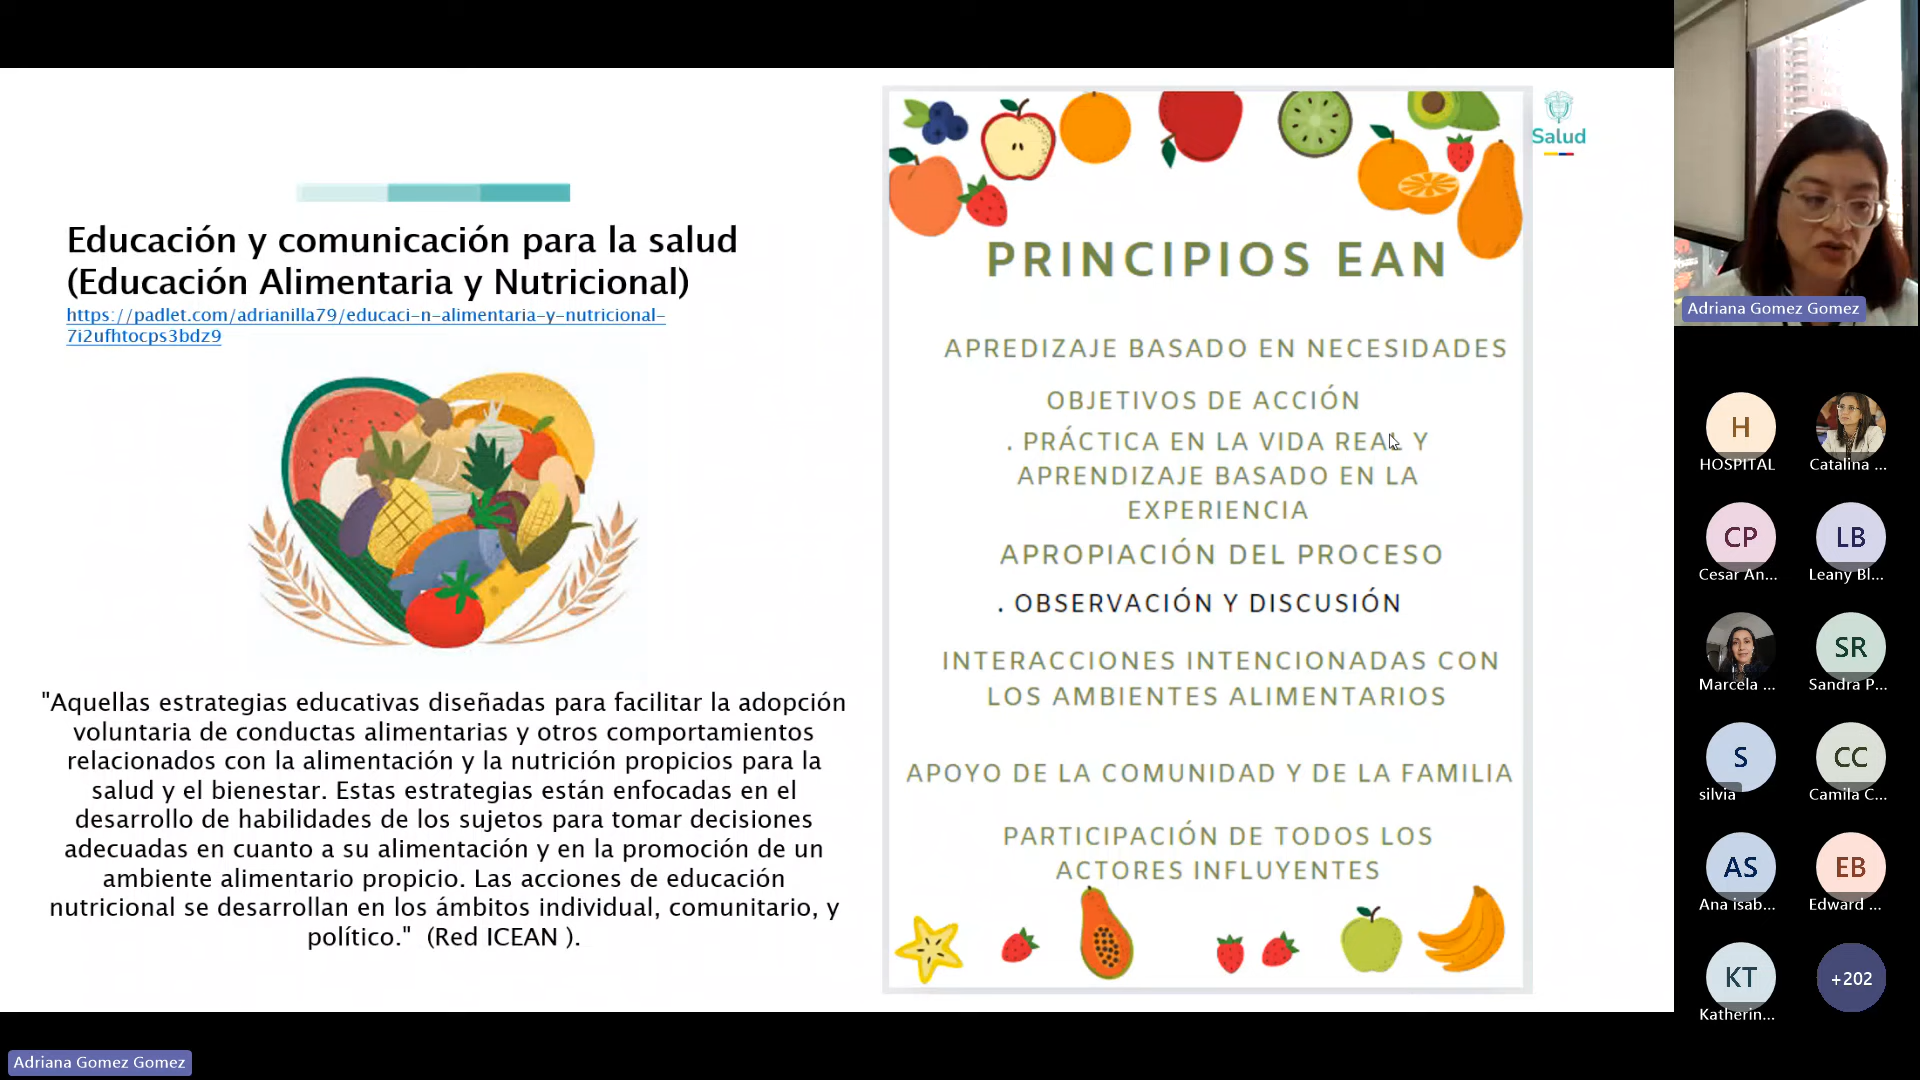 Educación y comunicación para la salud
(Educación Alimentaria y Nutricional)
https://padlet.com/adrianilla79/educaci-n-alimentaria-y-nutricional-
7i2ufhtocps3bdz9
"Aquellas estrategias educativas diseñadas para facilitar la adopción
voluntaria de conductas alimentarias y otros comportamientos
relacionados con la alimentación y la nutrición propicios para la
salud y el bienestar. Estas estrategias están enfocadas en el
desarrollo de habilidades de los sujetos para tomar decisiones
adecuadas en cuanto a su alimentación y en la promoción de un
ambiente alimentario propicio. Las acciones de educación
nutricional se desarrollan en los ámbitos individual, comunitario, y
político." (Red ICEAN ).
PRINCIPIOS EAN
APREDIZAJE BASADO EN NECESIDADES
OBJETIVOS DE ACCIÓN
. PRÁCTICA EN LA VIDA REAL Y
APRENDIZAJE BASADO EN LA
EXPERIENCIA
APROPIACIÓN DEL PROCESO
. OBSERVACIÓN Y DISCUSIÓN
INTERACCIONES INTENCIONADAS CON
LOS AMBIENTES ALIMENTARIOS
APOYO DE LA COMUNIDAD Y DE LA FAMILIA
PARTICIPACIÓN DE TODOS LOS
ACTORES INFLUYENTES
Salud
Adriana Gomez Gomez
H
HOSPITAL
Catalina ...
CP
Cesar An...
LB
Leany Bl...
Marcela ...
SR
Sandra P...
S
silvia
CC
Camila C...
AS
Ana isab...
EB
Edward ...
KT
Katherin...
+202
Adriana Gomez Gomez